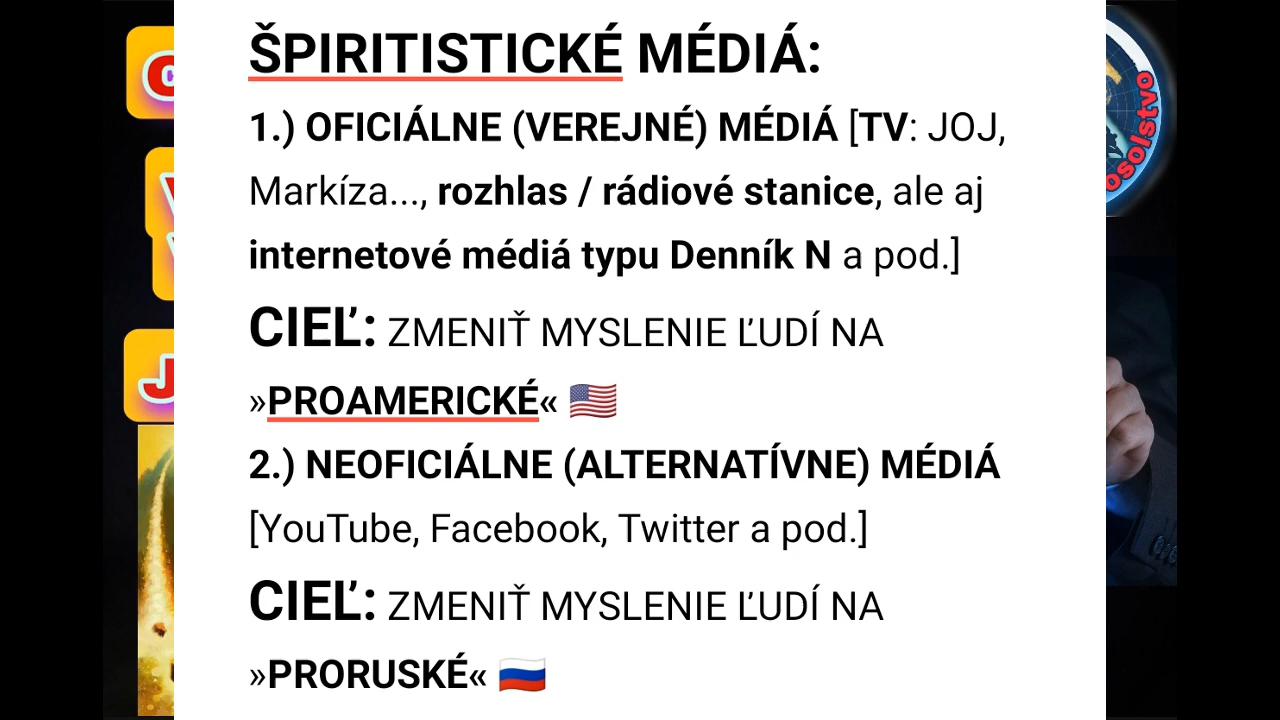 ŠPIRITISTICKÉ MÉDIÁ:
1.) OFICIÁLNE (VEREJNÉ) MÉDIÁ [TV: JOJ,
Markíza..., rozhlas / rádiové stanice, ale aj
internetové médiá typu Denník N a pod.]
CIEĽ: ZMENIŤ MYSLENIE ĽUDÍ NA
»PROAMERICKÉ« 🇺🇸
2.) NEOFICIÁLNE (ALTERNATÍVNE) MÉDIÁ
[YouTube, Facebook, Twitter a pod.]
CIEĽ: ZMENIŤ MYSLENIE ĽUDÍ NA
»PRORUSKÉ« 🇷🇺